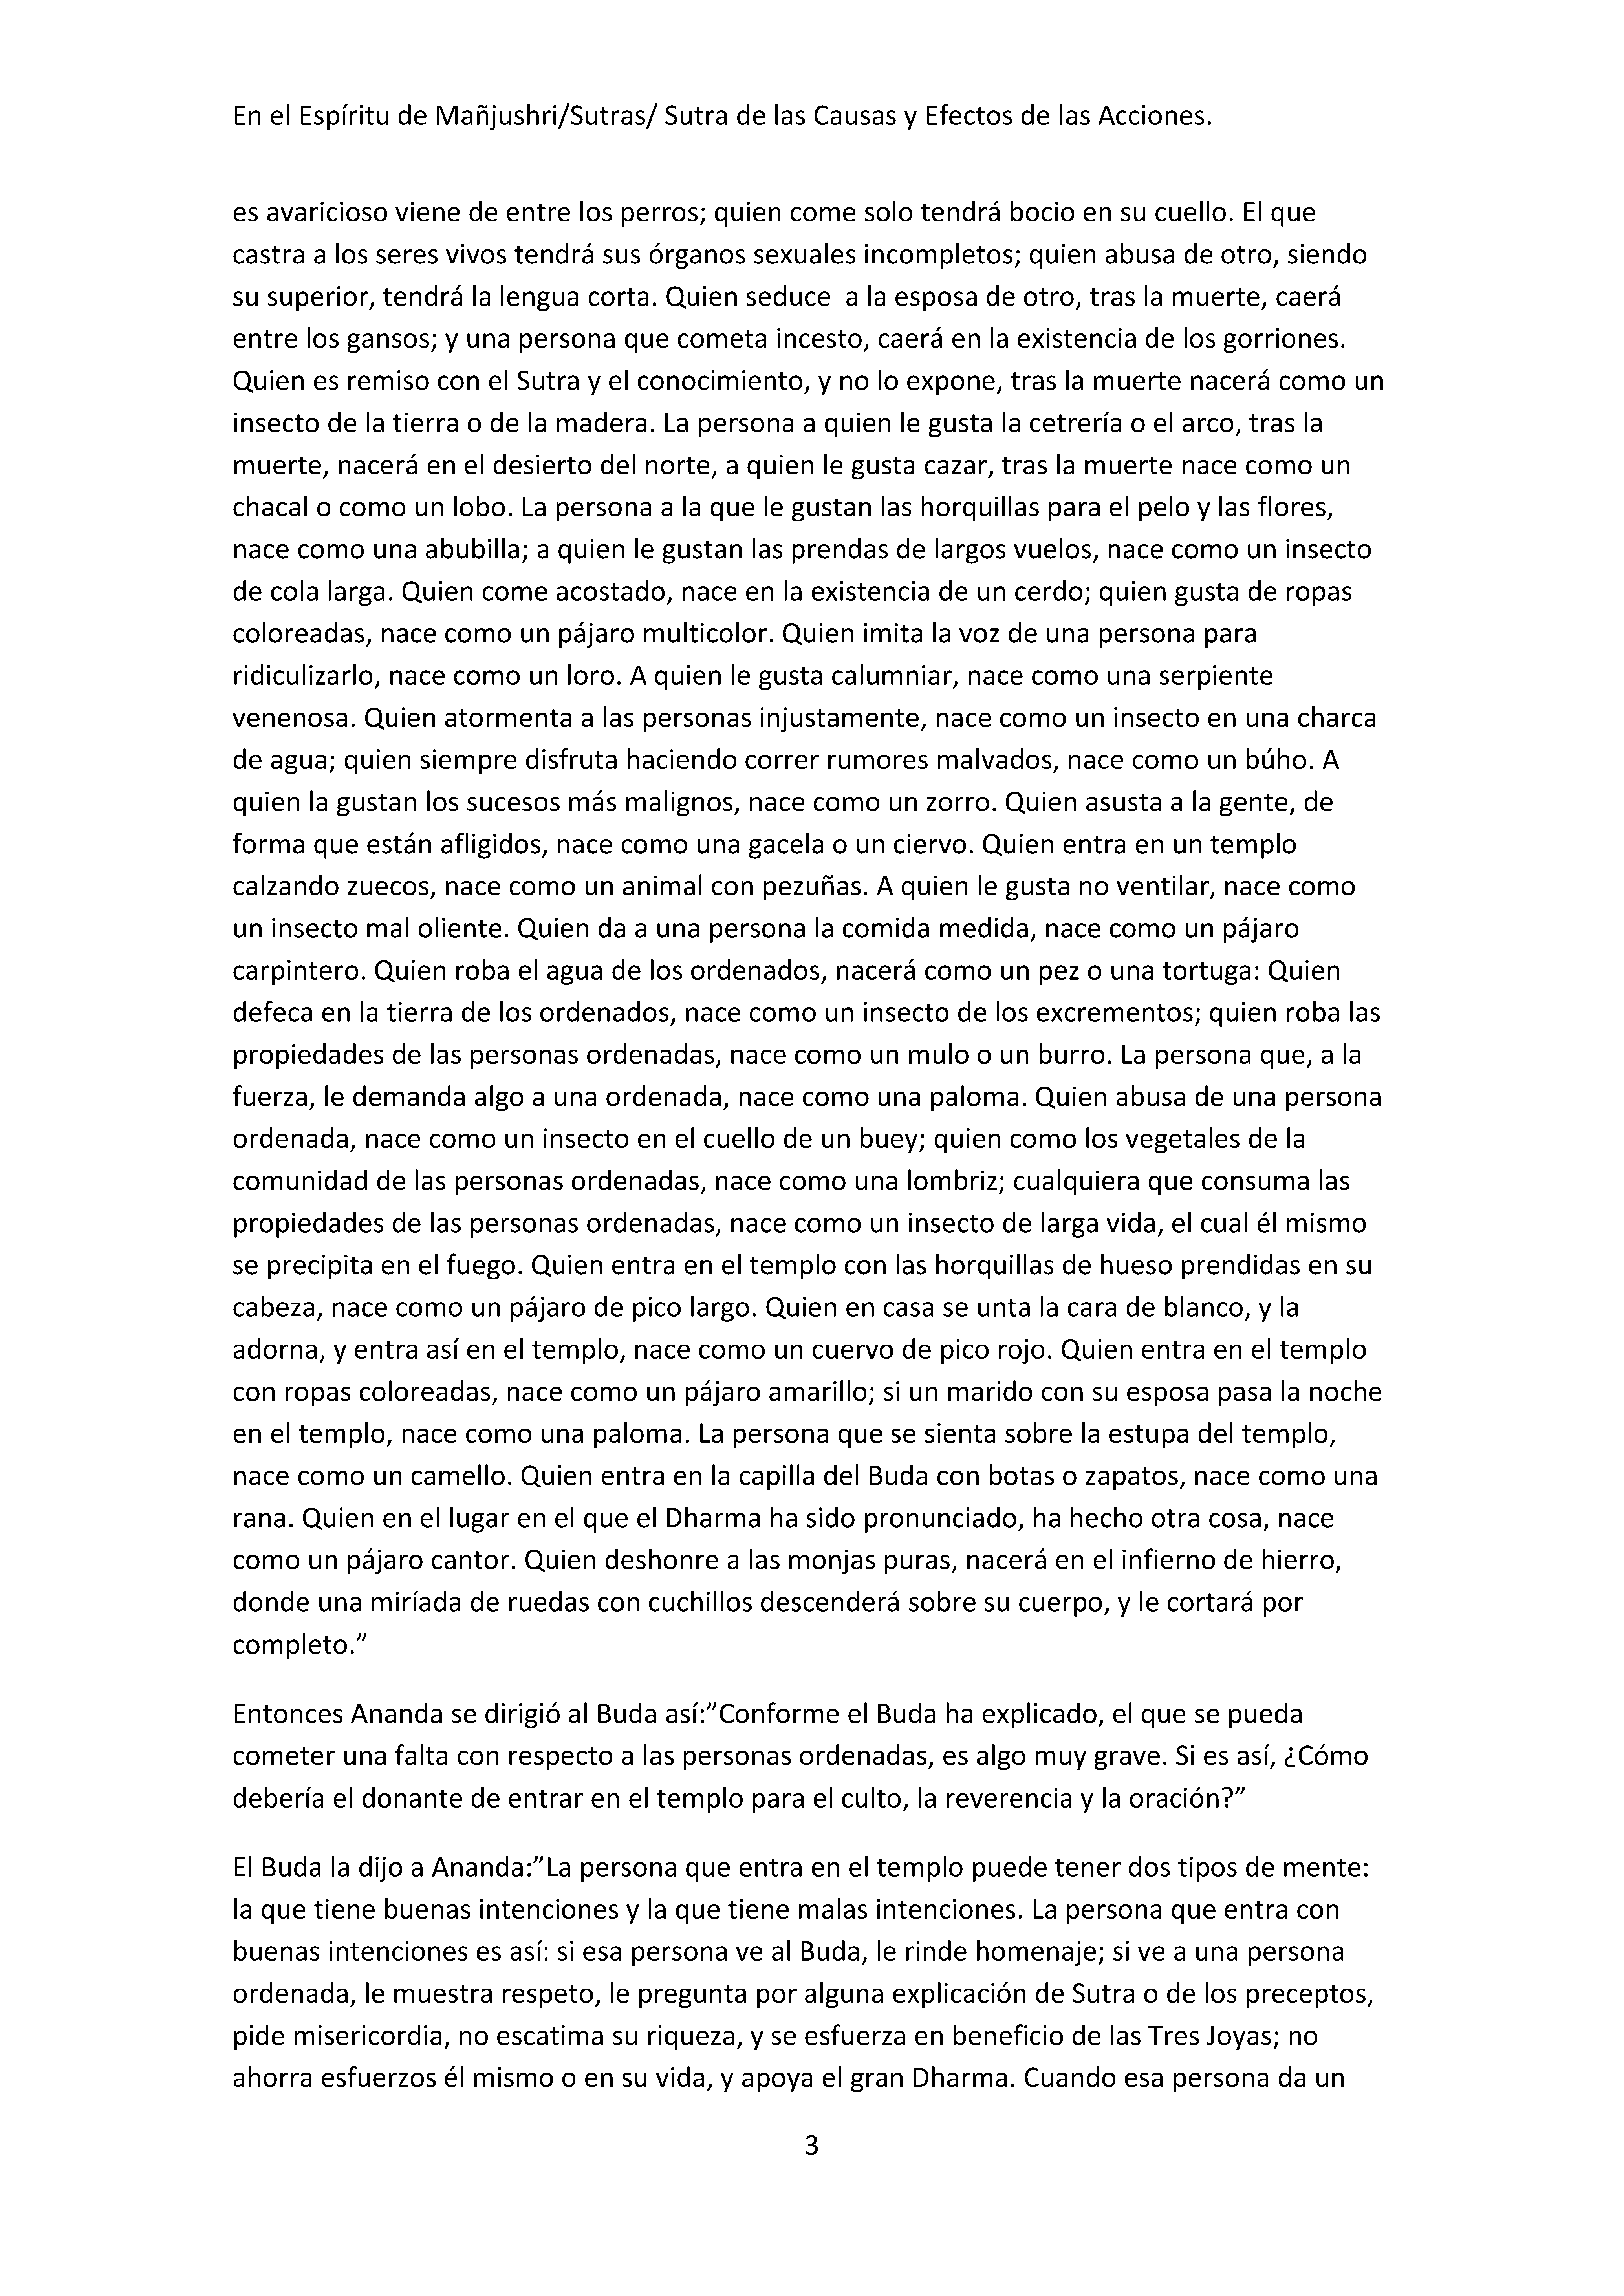 En el Espíritu de Mañjushri/Sutras/ Sutra de las Causas y Efectos de las Acciones.
es avaricioso viene de entre los perros; quien come solo tendrá bocio en su cuello. El que
castra a los seres vivos tendrá sus órganos sexuales incompletos; quien abusa de otro, siendo
su superior, tendrá la lengua corta. Quien seduce  a la esposa de otro, tras la muerte, caerá
entre los gansos; y una persona que cometa incesto, caerá en la existencia de los gorriones.
Quien es remiso con el Sutra y el conocimiento, y no lo expone, tras la muerte nacerá como un
insecto de la tierra o de la madera. La persona a quien le gusta la cetrería o el arco, tras la
muerte, nacerá en el desierto del norte, a quien le gusta cazar, tras la muerte nace como un
chacal o como un lobo. La persona a la que le gustan las horquillas para el pelo y las flores,
nace como una abubilla; a quien le gustan las prendas de largos vuelos, nace como un insecto
de cola larga. Quien come acostado, nace en la existencia de un cerdo; quien gusta de ropas
coloreadas, nace como un pájaro multicolor. Quien imita la voz de una persona para
ridiculizarlo, nace como un loro. A quien le gusta calumniar, nace como una serpiente
venenosa. Quien atormenta a las personas injustamente, nace como un insecto en una charca
de agua; quien siempre disfruta haciendo correr rumores malvados, nace como un búho. A
quien la gustan los sucesos más malignos, nace como un zorro. Quien asusta a la gente, de
forma que están afligidos, nace como una gacela o un ciervo. Quien entra en un templo
calzando zuecos, nace como un animal con pezuñas. A quien le gusta no ventilar, nace como
un insecto mal oliente. Quien da a una persona la comida medida, nace como un pájaro
carpintero. Quien roba el agua de los ordenados, nacerá como un pez o una tortuga: Quien
defeca en la tierra de los ordenados, nace como un insecto de los excrementos; quien roba las
propiedades de las personas ordenadas, nace como un mulo o un burro. La persona que, a la
fuerza, le demanda algo a una ordenada, nace como una paloma. Quien abusa de una persona
ordenada, nace como un insecto en el cuello de un buey; quien como los vegetales de la
comunidad de las personas ordenadas, nace como una lombriz; cualquiera que consuma las
propiedades de las personas ordenadas, nace como un insecto de larga vida, el cual él mismo
se precipita en el fuego. Quien entra en el templo con las horquillas de hueso prendidas en su
cabeza, nace como un pájaro de pico largo. Quien en casa se unta la cara de blanco, y la
adorna, y entra así en el templo, nace como un cuervo de pico rojo. Quien entra en el templo
con ropas coloreadas, nace como un pájaro amarillo; si un marido con su esposa pasa la noche
en el templo, nace como una paloma. La persona que se sienta sobre la estupa del templo,
nace como un camello. Quien entra en la capilla del Buda con botas o zapatos, nace como una
rana. Quien en el lugar en el que el Dharma ha sido pronunciado, ha hecho otra cosa, nace
como un pájaro cantor. Quien deshonre a las monjas puras, nacerá en el infierno de hierro,
donde una miríada de ruedas con cuchillos descenderá sobre su cuerpo, y le cortará por
completo.”
Entonces Ananda se dirigió al Buda así:”Conforme el Buda ha explicado, el que se pueda
cometer una falta con respecto a las personas ordenadas, es algo muy grave. Si es así, ¿Cómo
debería el donante de entrar en el templo para el culto, la reverencia y la oración?”
El Buda la dijo a Ananda:”La persona que entra en el templo puede tener dos tipos de mente:
la que tiene buenas intenciones y la que tiene malas intenciones. La persona que entra con
buenas intenciones es así: si esa persona ve al Buda, le rinde homenaje; si ve a una persona
ordenada, le muestra respeto, le pregunta por alguna explicación de Sutra o de los preceptos,
pide misericordia, no escatima su riqueza, y se esfuerza en beneficio de las Tres Joyas; no
ahorra esfuerzos él mismo o en su vida, y apoya el gran Dharma. Cuando esa persona da un
3